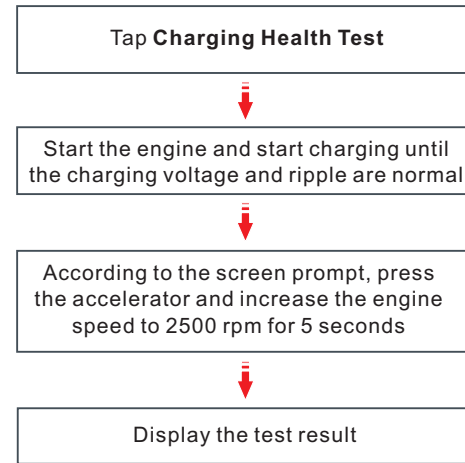 Tap Charging Health Test
Start the engine and start charging until
the charging voltage and ripple are normal
According to the screen prompt, press
the accelerator and increase the engine
speed to 2500 rpm for 5 seconds
Display the test result